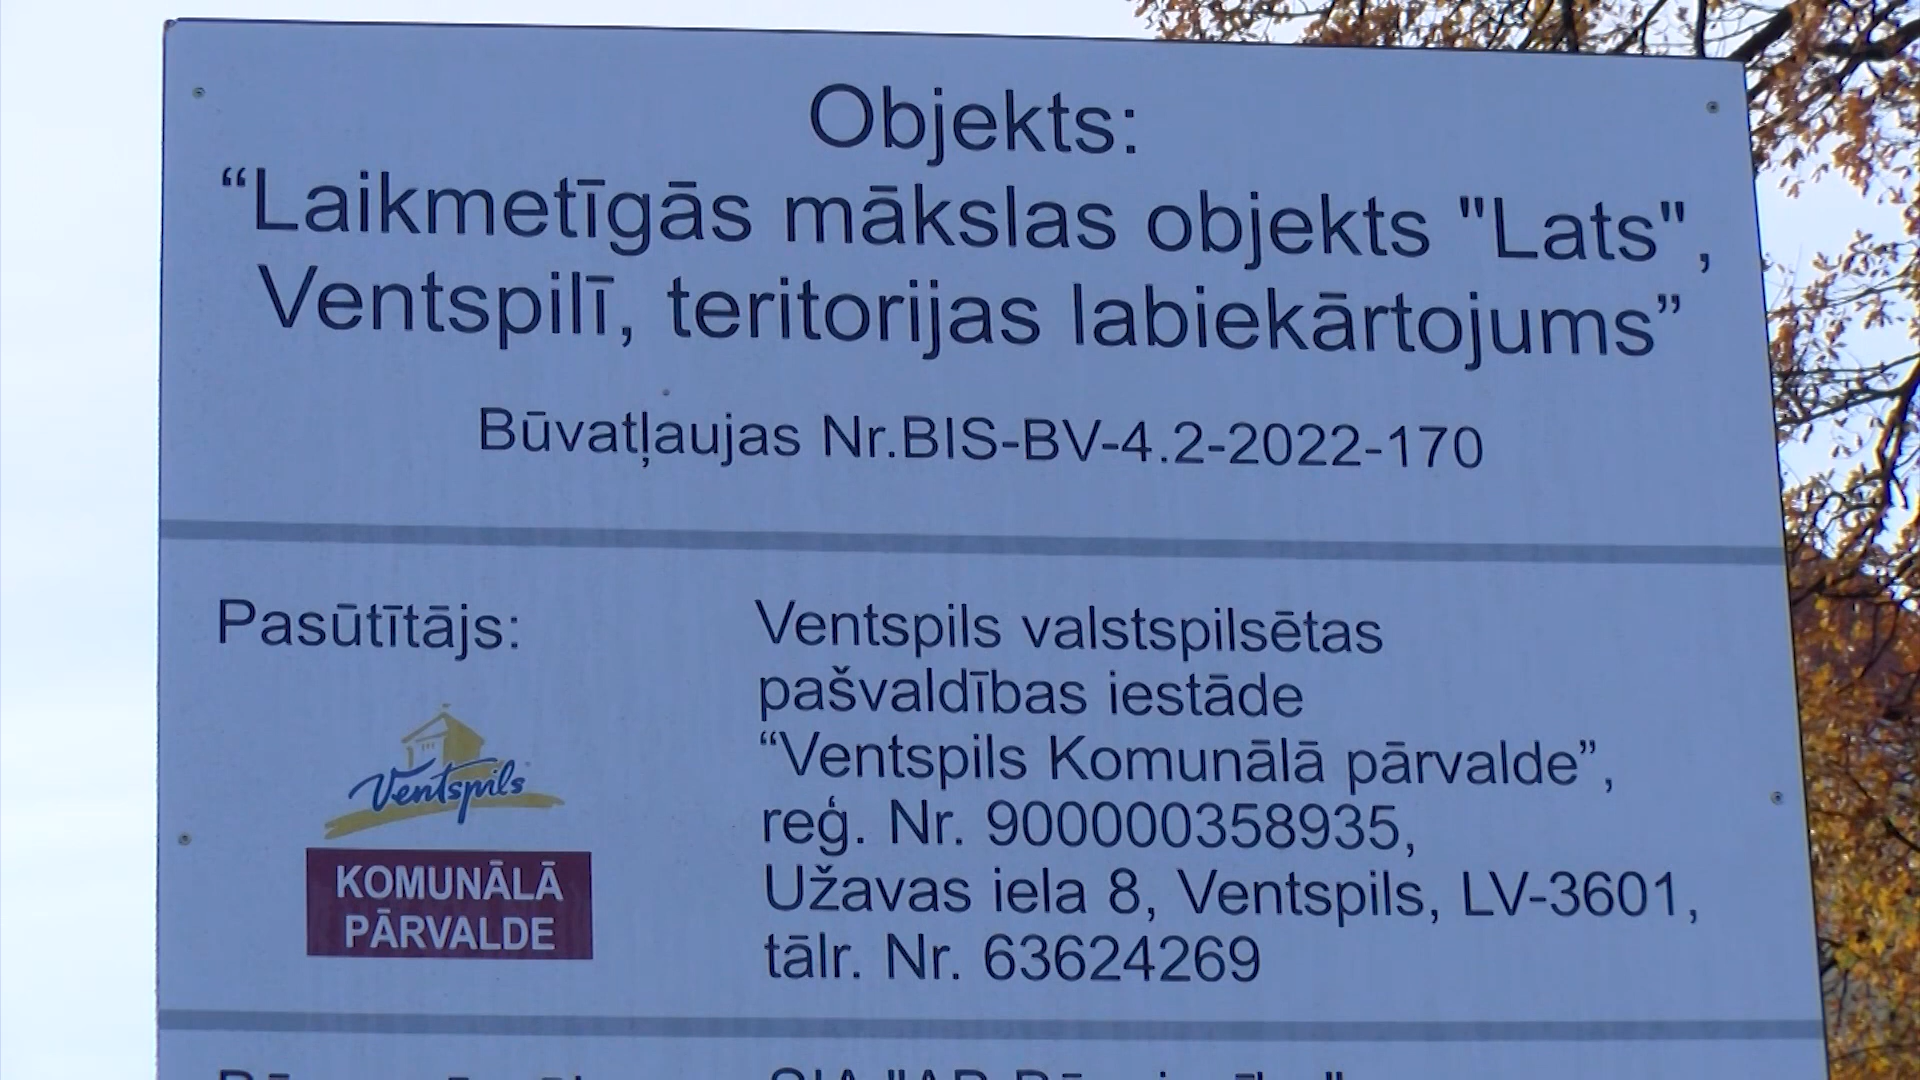 Objekts:
“Laikmetīgās mākslas objekts "Lats",
Ventspilī, teritorijas labiekārtojums”
Būvatļaujas Nr.BIS-BV-4.2-2022-170
Pasūtītājs:
Ventspils valstspilsētas
pašvaldības iestāde
“Ventspils Komunālā pārvalde”,
reģ. Nr. 900000358935,
Užavas iela 8, Ventspils, LV-3601,
tālr. Nr. 63624269
Ventspils
KOMUNĀLĀ
PĀRVALDE